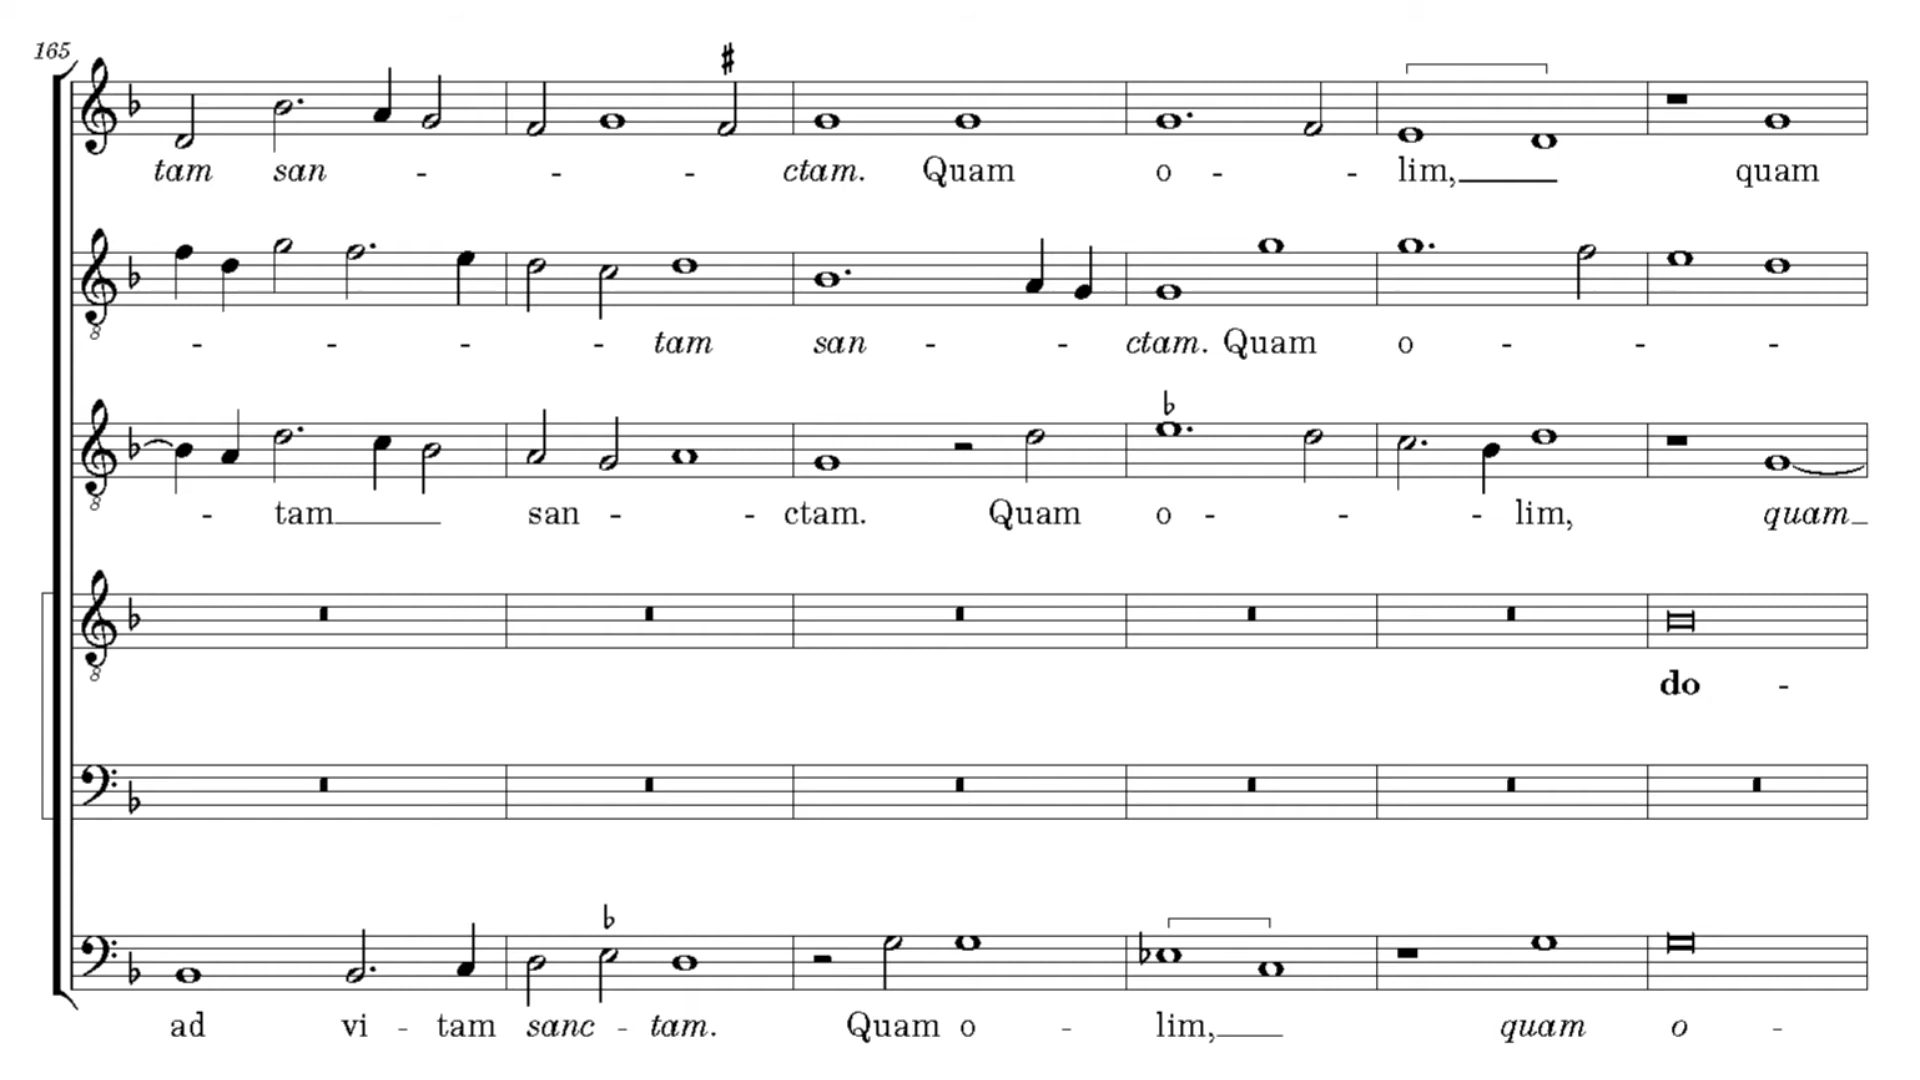 165
tam san - - - ctam. Quam o - - lim, quam
- - - - tam san - - ctam. Quam o - - -
- tam san - - ctam. Quam o - - - lim, quam
do -
ad vi - tam sanc - tam. Quam o - lim, quam o -